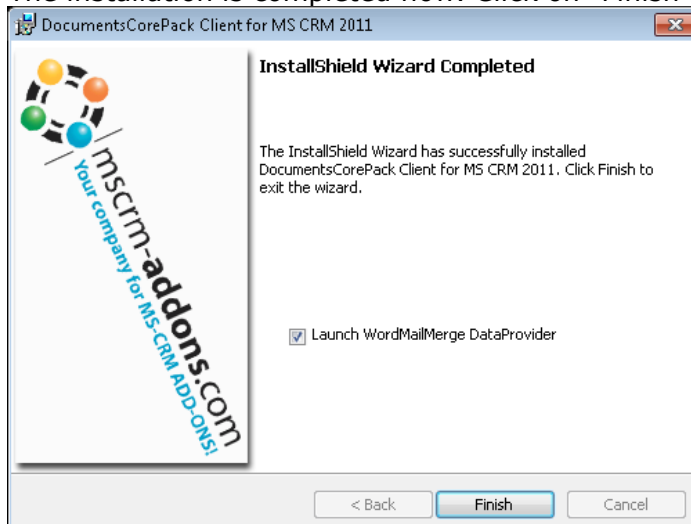 The installation is completed now. Click on "Finish"
DocumentsCorePack Client for MS CRM 2011
InstallShield Wizard Completed
The InstallShield Wizard has successfully installed
DocumentsCorePack Client for MS CRM 2011. Click Finish to
exit the wizard.
mscrm-addons.com
Your company for MS-CRM ADD-ONS!
Launch WordMailMerge DataProvider
< Back
Finish
Cancel